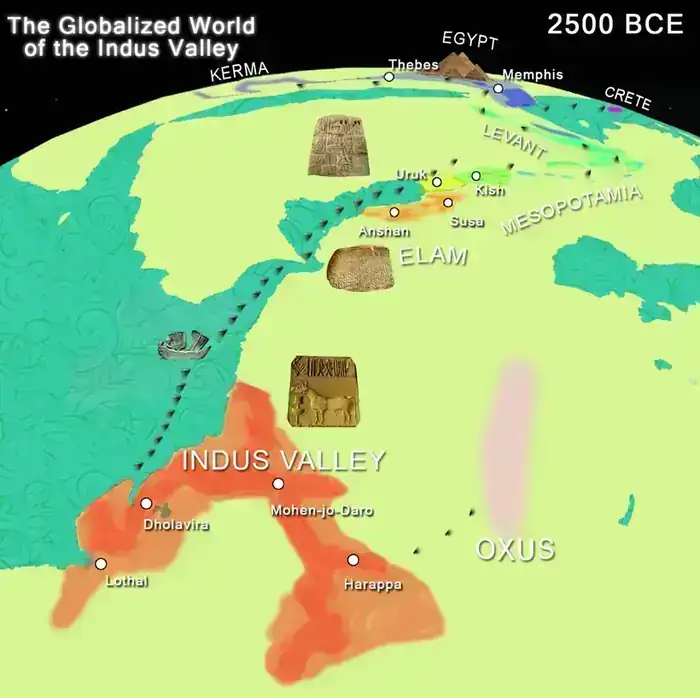 The Globalized World
of the Indus Valley
2500 BCE
EGYPT
KERMA
Thebes
Memphis
CRETE
LEVANT
Uruk
Kish
MESOPOTAMIA
Susa
Anshan
ELAM
INDUS VALLEY
Mohen-jo-Daro
Dholavira
OXUS
Lothal
Harappa